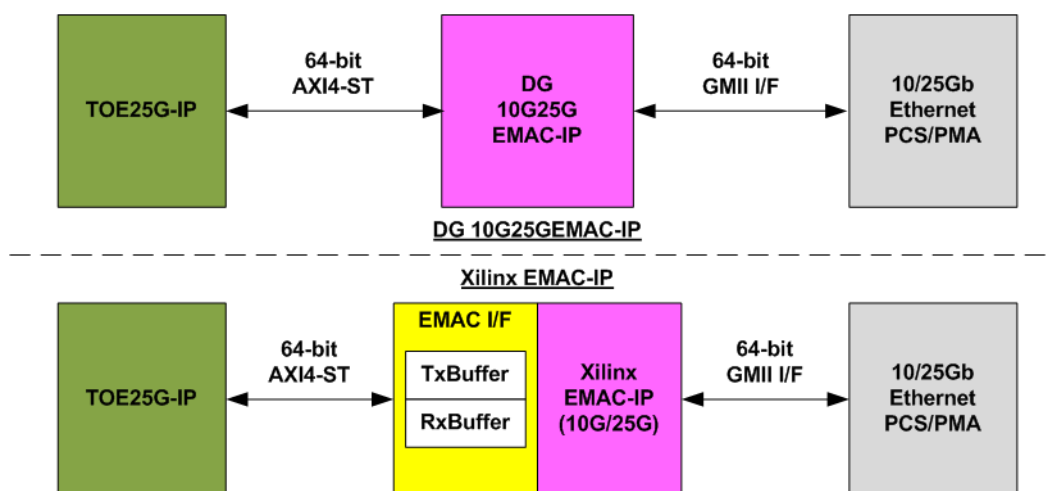 TOE25G-IP
64-bit
AXI4-ST
DG
10G25G
EMAC-IP
64-bit
GMII I/F
10/25Gb
Ethernet
PCS/PMA
DG 10G25GEMAC-IP
Xilinx EMAC-IP
TOE25G-IP
64-bit
AXI4-ST
EMAC I/F
TxBuffer
RxBuffer
Xilinx
EMAC-IP
(10G/25G)
64-bit
GMII I/F
10/25Gb
Ethernet
PCS/PMA